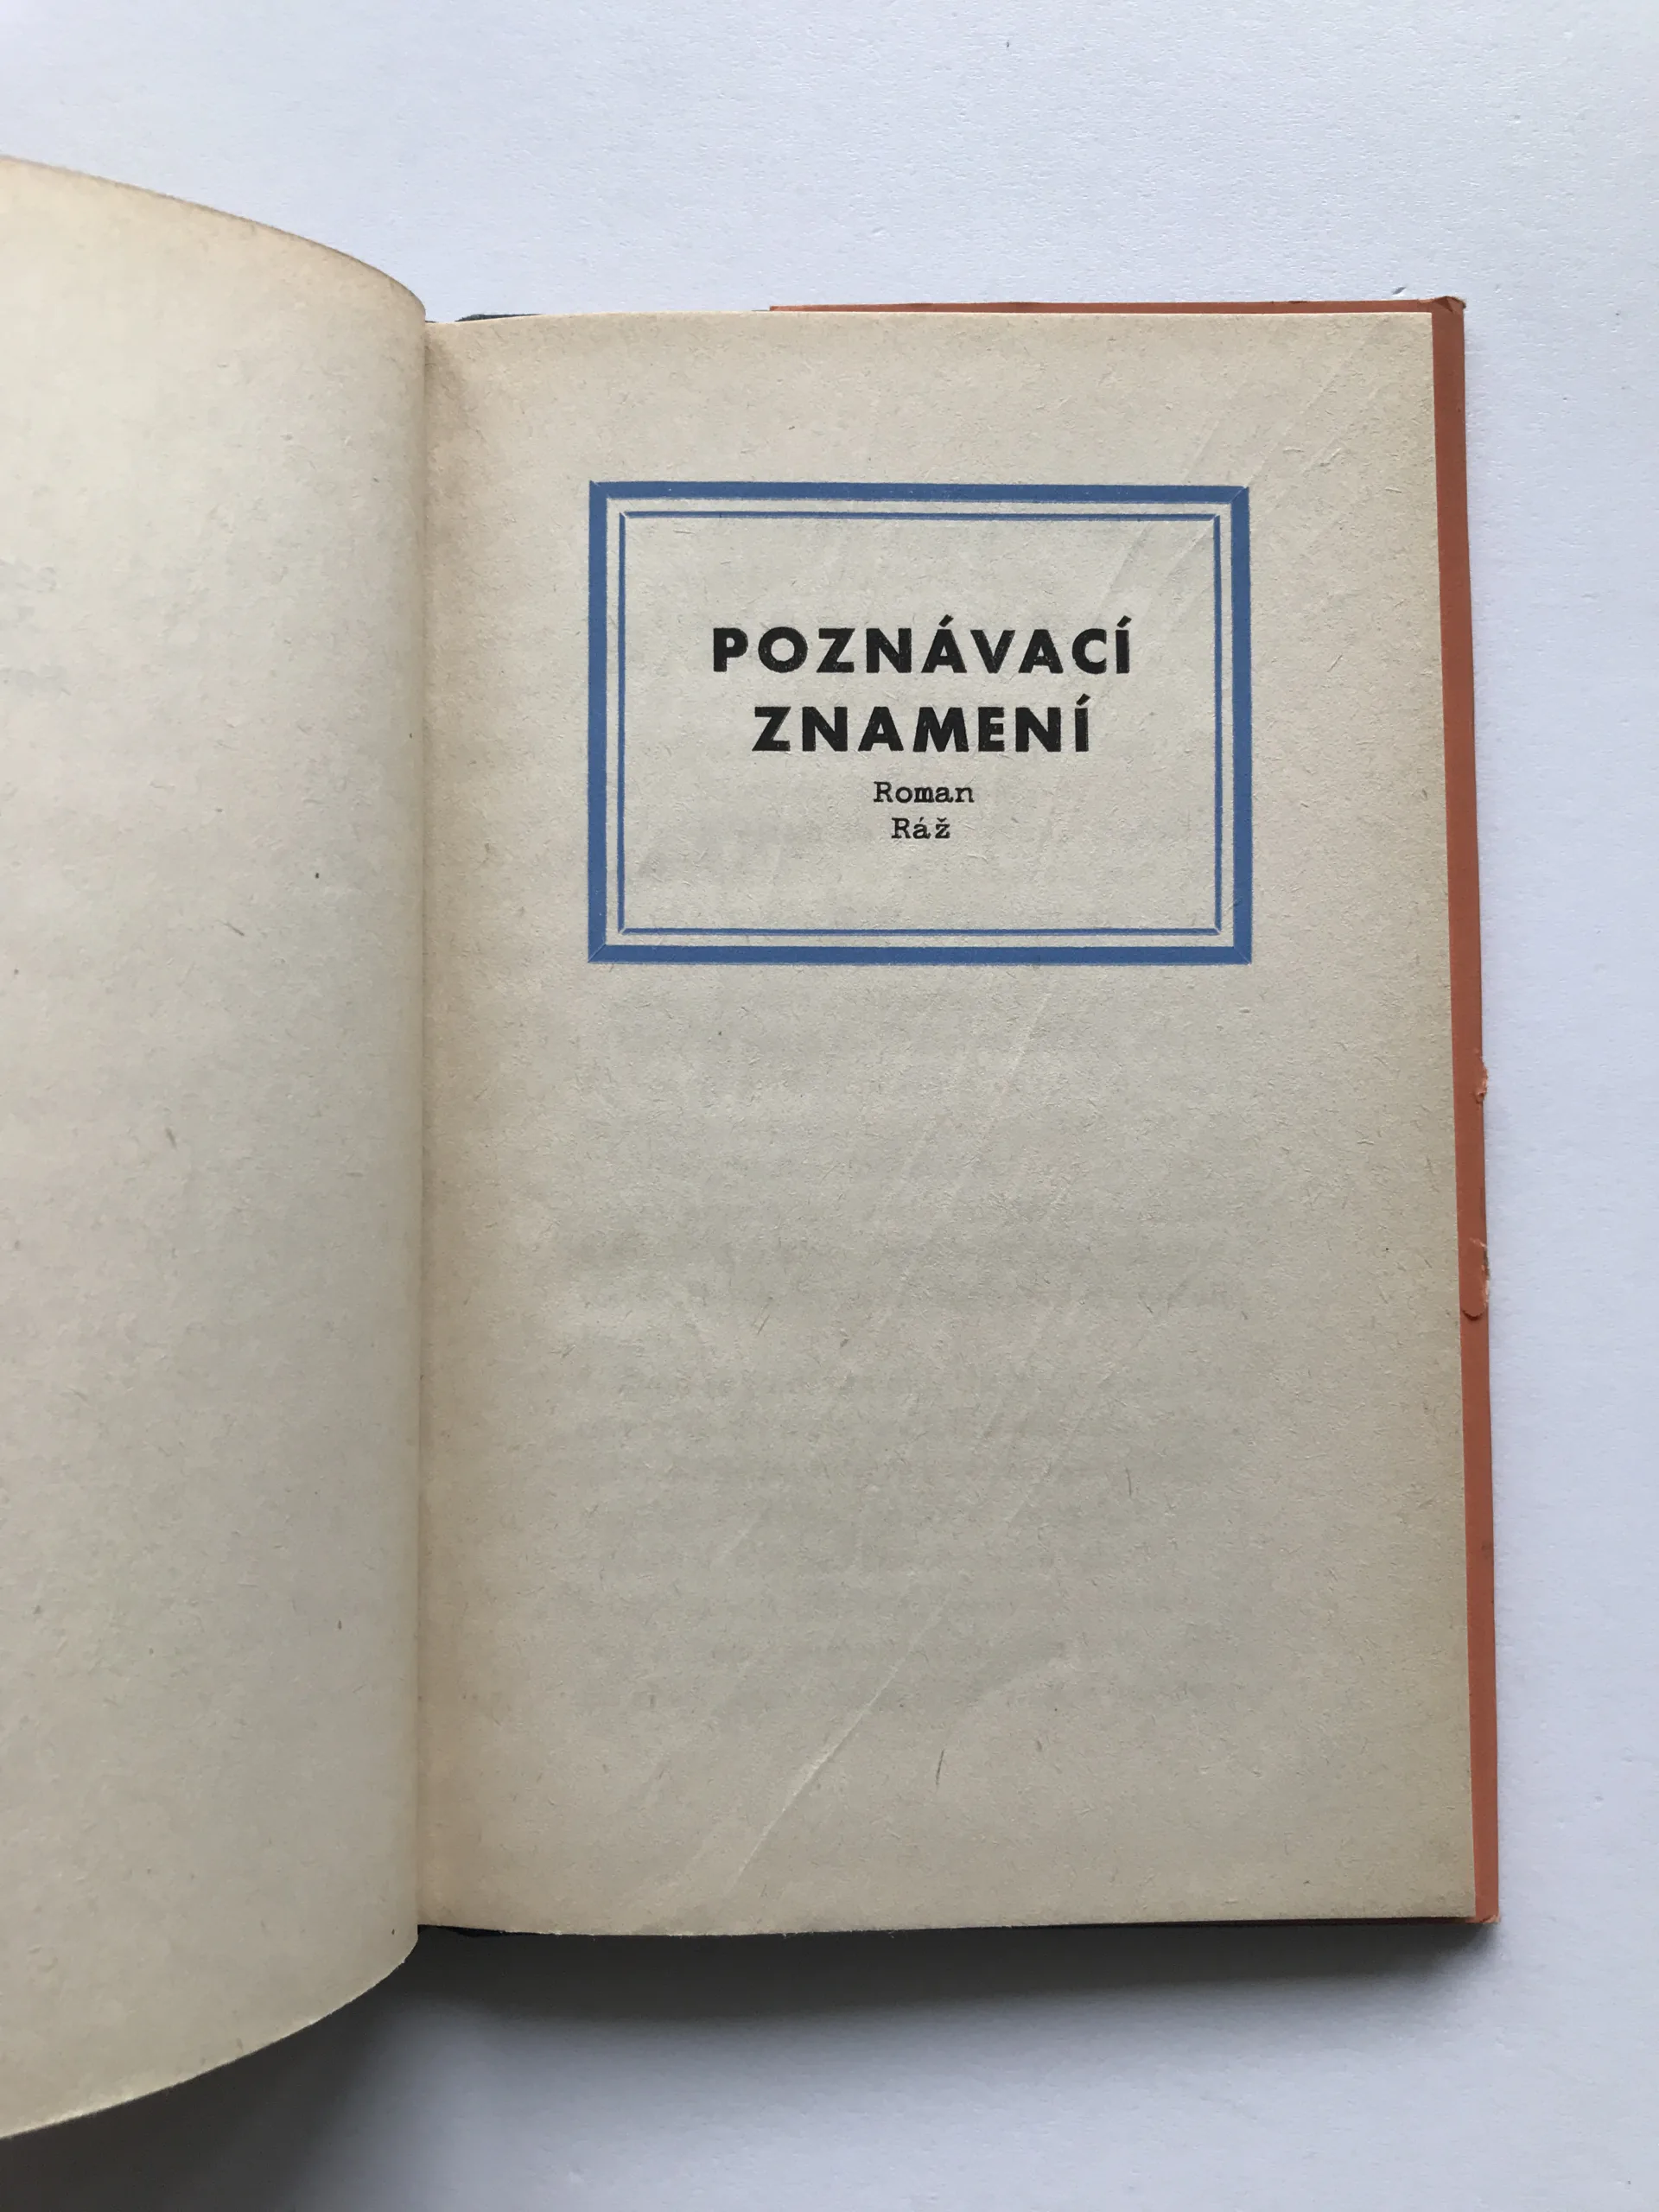 POZNÁVACÍ
ZNAMENÍ
Roman
Ráž